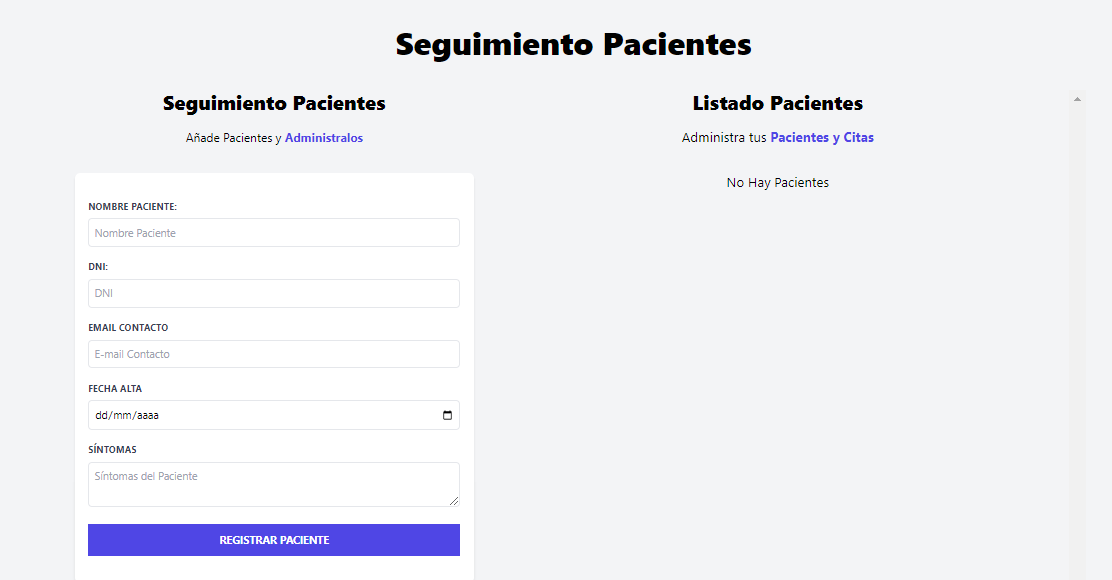 Seguimiento Pacientes
Seguimiento Pacientes
Añade Pacientes y Administralos
NOMBRE PACIENTE:
Nombre Paciente
DNI:
DNI
EMAIL CONTACTO
E-mail Contacto
FECHA ALTA
dd/mm/aaaa
SÍNTOMAS
Síntomas del Paciente
REGISTRAR PACIENTE
Listado Pacientes
Administra tus Pacientes y Citas
No Hay Pacientes